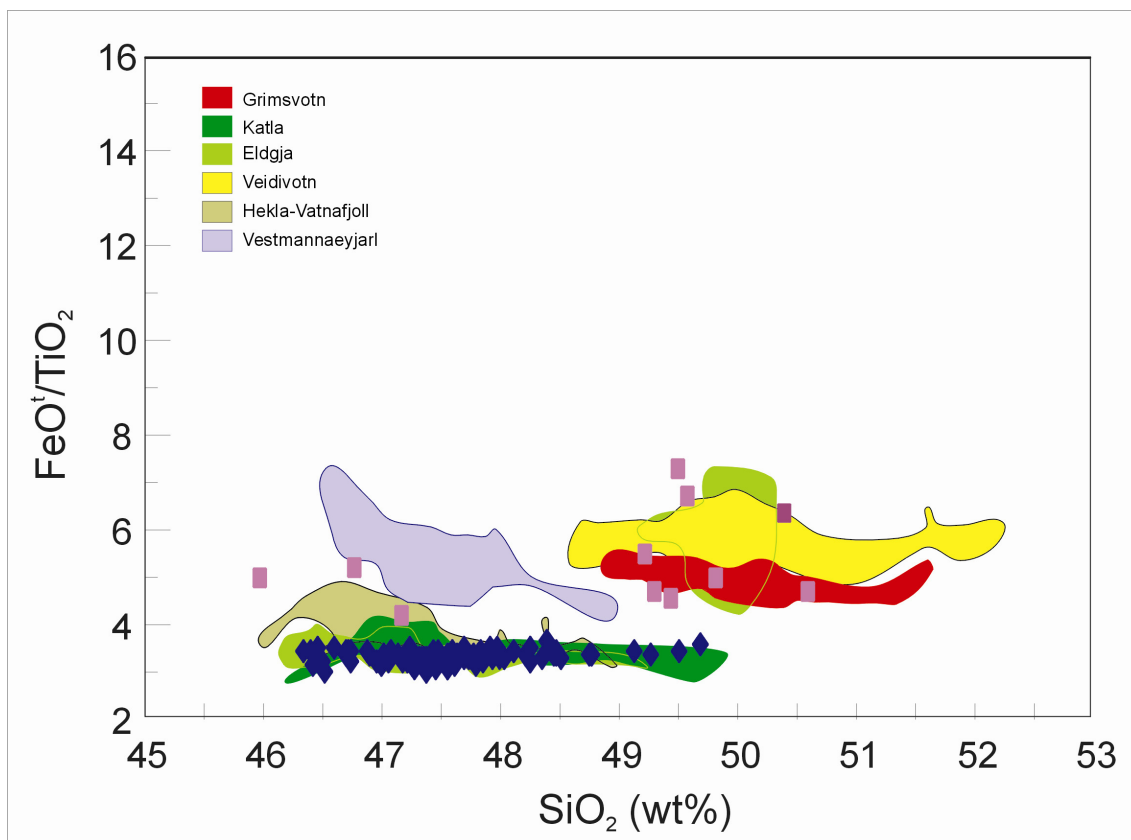 16
14
12
10
8
6
4
2
FeOᵗ/TiO₂
Grimsvotn
Katla
Eldgja
Veidivotn
Hekla-Vatnafjoll
Vestmannaeyjarl
45 46 47 48 49 50 51 52 53
SiO₂ (wt%)